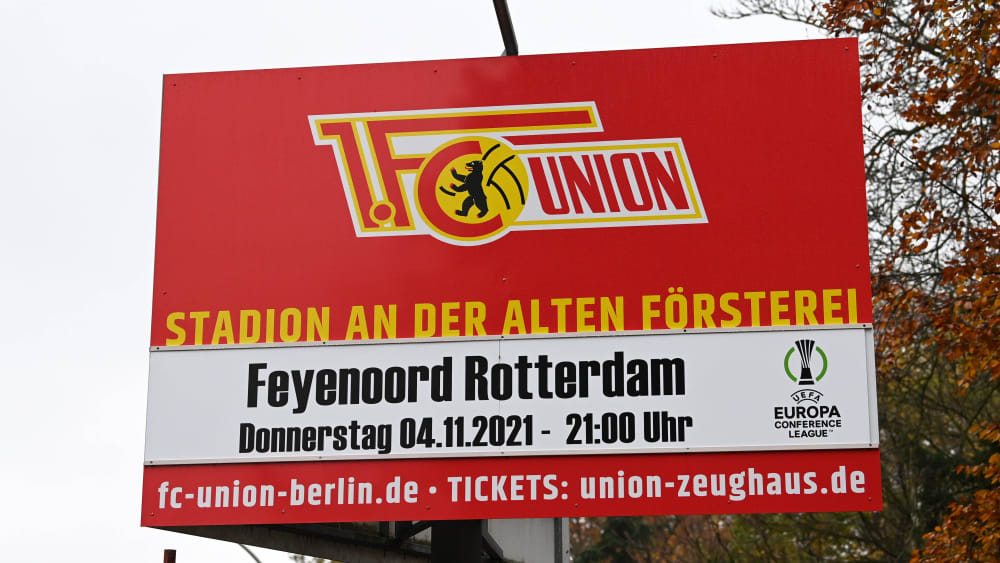 1.FC UNION
STADION AN DER ALTEN FÖRSTEREI
Feyenoord Rotterdam
Donnerstag 04.11.2021 - 21:00 Uhr
UEFA
EUROPA
CONFERENCE
LEAGUE™
fc-union-berlin.de · TICKETS: union-zeughaus.de